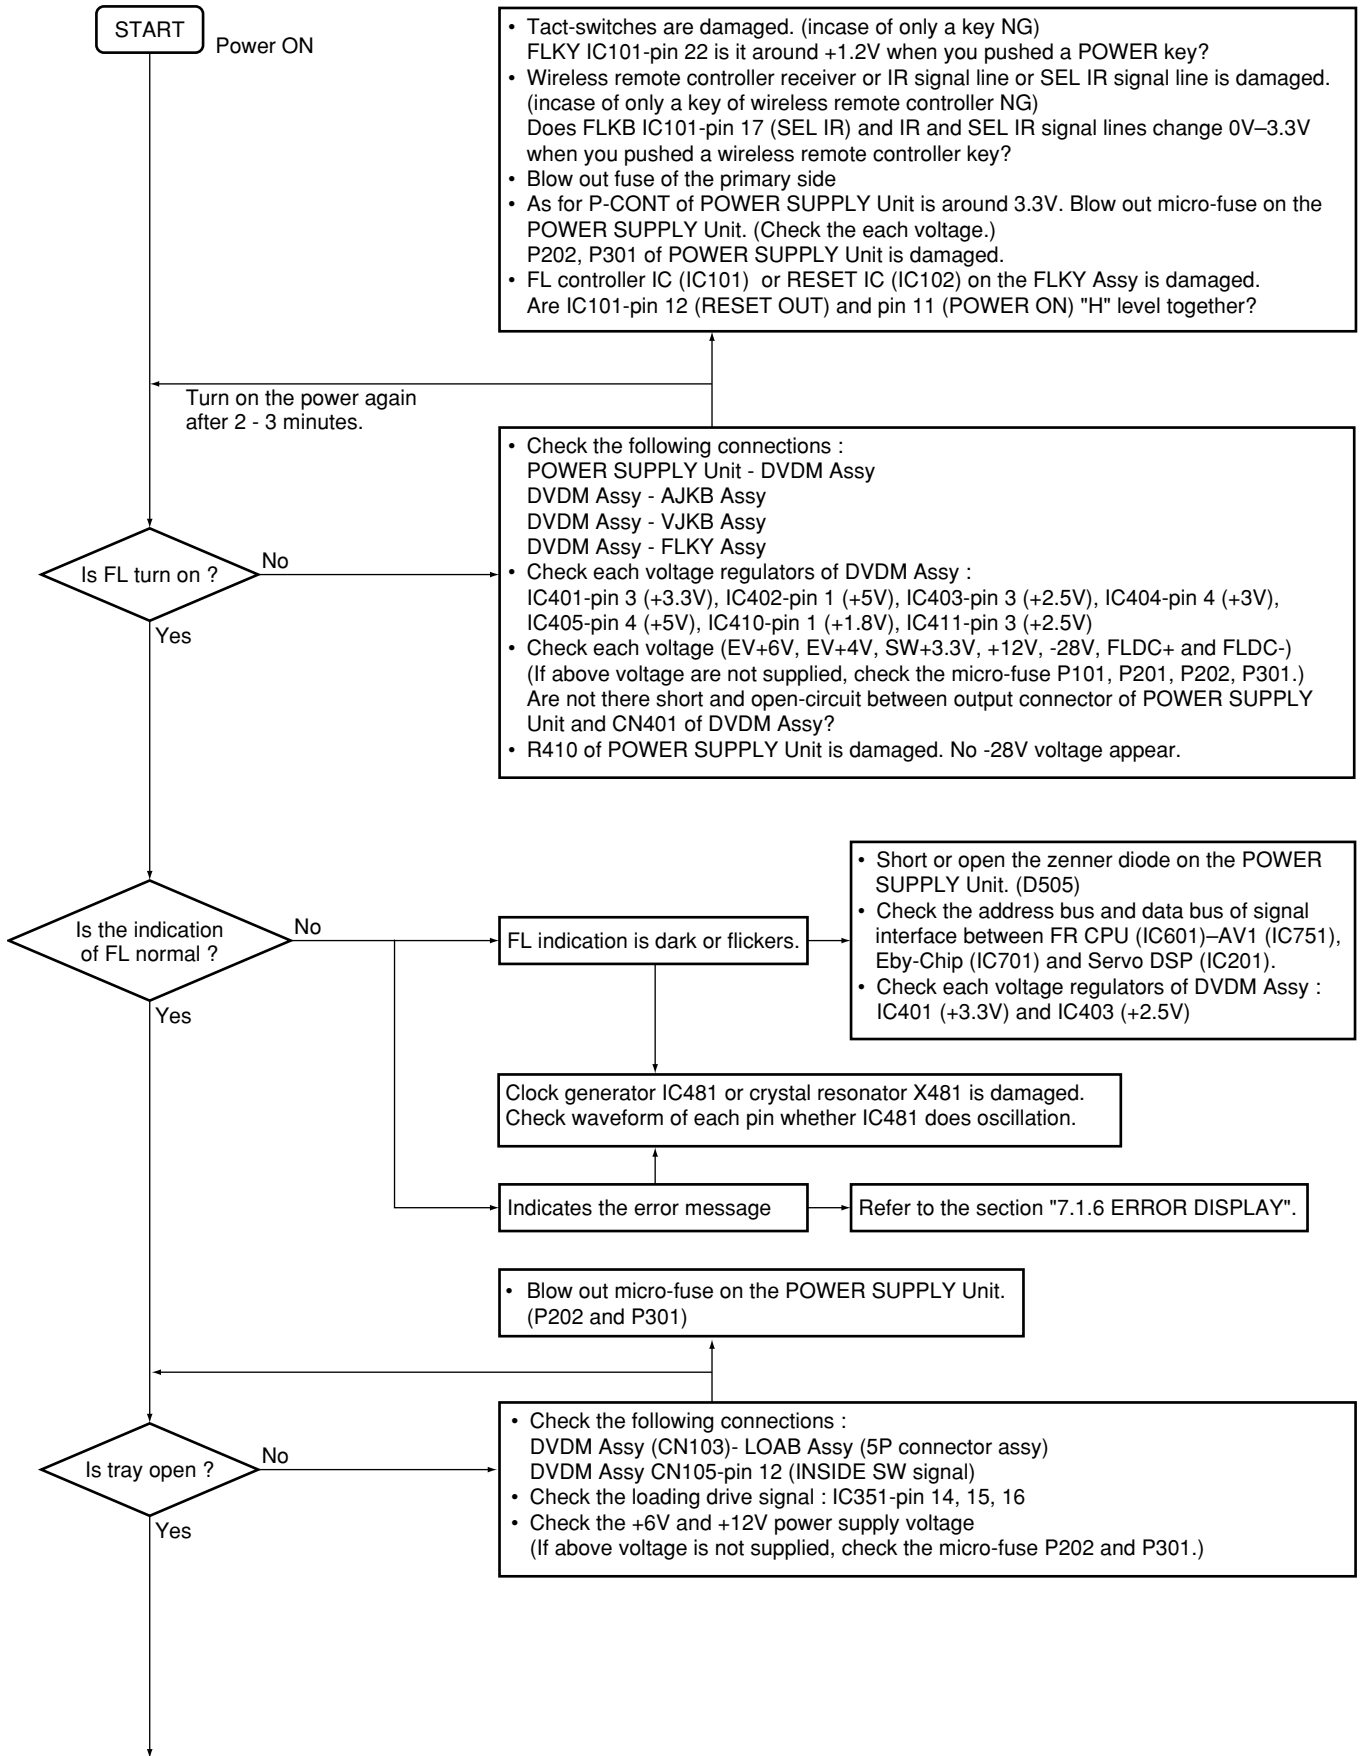 START
Power ON
• Tact-switches are damaged. (incase of only a key NG)
FLKY IC101-pin 22 is it around +1.2V when you pushed a POWER key?
• Wireless remote controller receiver or IR signal line or SEL IR signal line is damaged.
(incase of only a key of wireless remote controller NG)
Does FLKB IC101-pin 17 (SEL IR) and IR and SEL IR signal lines change 0V–3.3V
when you pushed a wireless remote controller key?
• Blow out fuse of the primary side
• As for P-CONT of POWER SUPPLY Unit is around 3.3V. Blow out micro-fuse on the
POWER SUPPLY Unit. (Check the each voltage.)
P202, P301 of POWER SUPPLY Unit is damaged.
• FL controller IC (IC101) or RESET IC (IC102) on the FLKY Assy is damaged.
Are IC101-pin 12 (RESET OUT) and pin 11 (POWER ON) "H" level together?
Turn on the power again
after 2 - 3 minutes.
• Check the following connections :
POWER SUPPLY Unit - DVDM Assy
DVDM Assy - AJKB Assy
DVDM Assy - VJKB Assy
DVDM Assy - FLKY Assy
• Check each voltage regulators of DVDM Assy :
IC401-pin 3 (+3.3V), IC402-pin 1 (+5V), IC403-pin 3 (+2.5V), IC404-pin 4 (+3V),
IC405-pin 4 (+5V), IC410-pin 1 (+1.8V), IC411-pin 3 (+2.5V)
• Check each voltage (EV+6V, EV+4V, SW+3.3V, +12V, -28V, FLDC+ and FLDC-)
(If above voltage are not supplied, check the micro-fuse P101, P201, P202, P301.)
Are not there short and open-circuit between output connector of POWER SUPPLY
Unit and CN401 of DVDM Assy?
• R410 of POWER SUPPLY Unit is damaged. No -28V voltage appear.
Is FL turn on ?
No
Yes
Is the indication
of FL normal ?
No
Yes
FL indication is dark or flickers.
• Short or open the zenner diode on the POWER
SUPPLY Unit. (D505)
• Check the address bus and data bus of signal
interface between FR CPU (IC601)–AV1 (IC751),
Eby-Chip (IC701) and Servo DSP (IC201).
• Check each voltage regulators of DVDM Assy :
IC401 (+3.3V) and IC403 (+2.5V)
Clock generator IC481 or crystal resonator X481 is damaged.
Check waveform of each pin whether IC481 does oscillation.
Indicates the error message
Refer to the section "7.1.6 ERROR DISPLAY".
• Blow out micro-fuse on the POWER SUPPLY Unit.
(P202 and P301)
Is tray open ?
No
Yes
• Check the following connections :
DVDM Assy (CN103)- LOAB Assy (5P connector assy)
DVDM Assy CN105-pin 12 (INSIDE SW signal)
• Check the loading drive signal : IC351-pin 14, 15, 16
• Check the +6V and +12V power supply voltage
(If above voltage is not supplied, check the micro-fuse P202 and P301.)